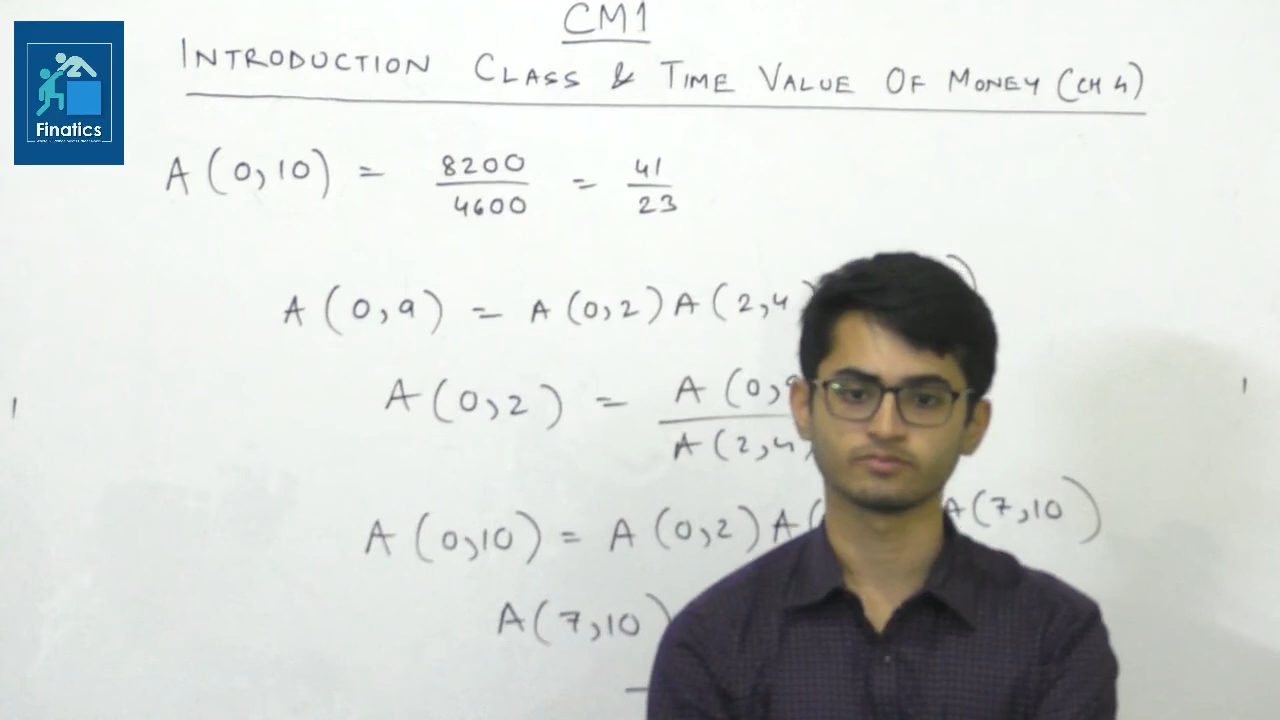 CM1
INTRODUCTION CLASS & TIME VALUE OF MONEY (CH 4)
Finatics
A(0,10) = 8200/4600 = 41/23
A(0,9) = A(0,2) A(2,4)
A(0,2) = A(0,9 / A(2,4)
A(0,10) = A(0,2) A( A(7,10)
A(7,10)